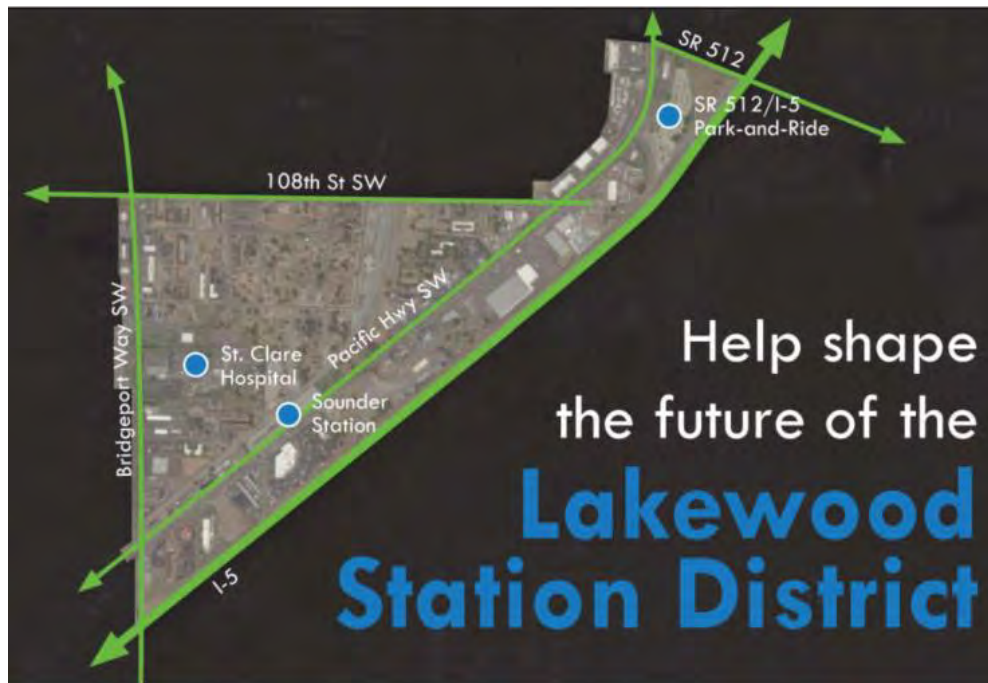 SR 512
SR 512/I-5
Park-and-Ride
108th St SW
Bridgeport Way SW
Pacific Hwy SW
St. Clare
Hospital
Sounder
Station
I-5
Help shape
the future of the
Lakewood
Station District